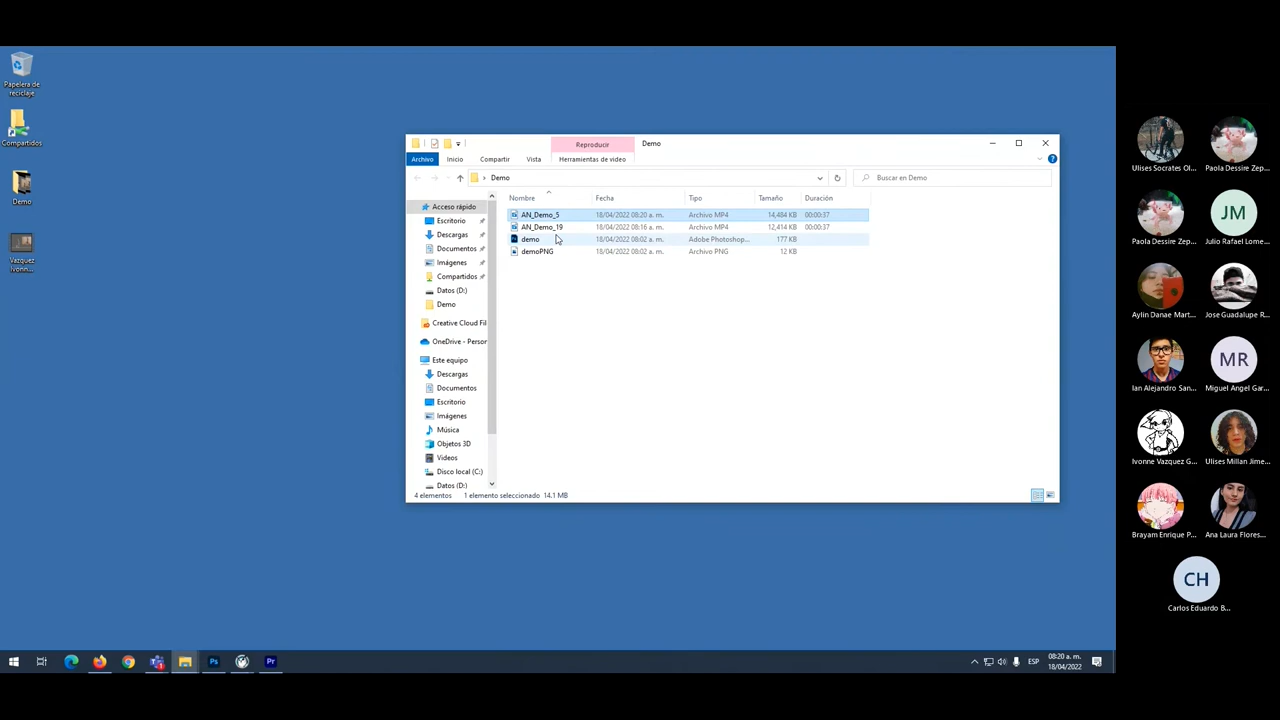 Papelera de
reciclaje
Compartidos
Demo
Vazquez
Ivonn...
Reproducir
Demo
Archivo
Inicio
Compartir
Vista
Herramientas de video
Demo
Buscar en Demo
Nombre
Fecha
Tipo
Tamaño
Duración
AN_Demo_5 18/04/2022 08:20 a. m. Archivo MP4 14,484 KB 00:00:37
AN_Demo_19 18/04/2022 08:16 a. m. Archivo MP4 12,414 KB 00:00:37
demo 18/04/2022 08:02 a. m. Adobe Photoshop... 177 KB
demoPNG 18/04/2022 08:02 a. m. Archivo PNG 12 KB
Acceso rápido
Escritorio
Descargas
Documentos
Imágenes
Compartidos
Datos (D:)
Demo
Creative Cloud Fil
OneDrive - Person
Este equipo
Descargas
Documentos
Escritorio
Imágenes
Música
Objetos 3D
Videos
Disco local (C:)
Datos (D:)
4 elementos 1 elemento seleccionado 14.1 MB
Ps
Pr
ESP
08:20 a. m.
18/04/2022
Ulises Socrates Ol...
Paola Dessire Zep...
Paola Dessire Zep...
JM
Julio Rafael Lome...
Aylin Danae Mart...
Jose Guadalupe R...
Ian Alejandro San...
MR
Miguel Angel Gar...
Ivonne Vazquez G...
Ulises Millan Jime...
Brayam Enrique P...
Ana Laura Flores...
CH
Carlos Eduardo B...